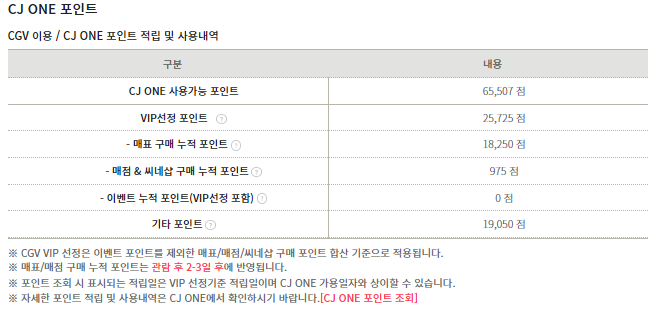 CJ ONE 포인트
CGV 이용 / CJ ONE 포인트 적립 및 사용내역
구분 내용
CJ ONE 사용가능 포인트 65,507 점
VIP선정 포인트 ? 25,725 점
- 매표 구매 누적 포인트 ? 18,250 점
- 매점 & 씨네샵 구매 누적 포인트 ? 975 점
- 이벤트 누적 포인트(VIP선정 포함) ? 0 점
기타 포인트 ? 19,050 점
※ CGV VIP 선정은 이벤트 포인트를 제외한 매표/매점/씨네샵 구매 포인트 합산 기준으로 적용됩니다.
※ 매표/매점 구매 누적 포인트는 관람 후 2-3일 후에 반영됩니다.
※ 포인트 조회 시 표시되는 적립일은 VIP 선정기준 적립일이며 CJ ONE 가용일자와 상이할 수 있습니다.
※ 자세한 포인트 적립 및 사용내역은 CJ ONE에서 확인하시기 바랍니다.[CJ ONE 포인트 조회]